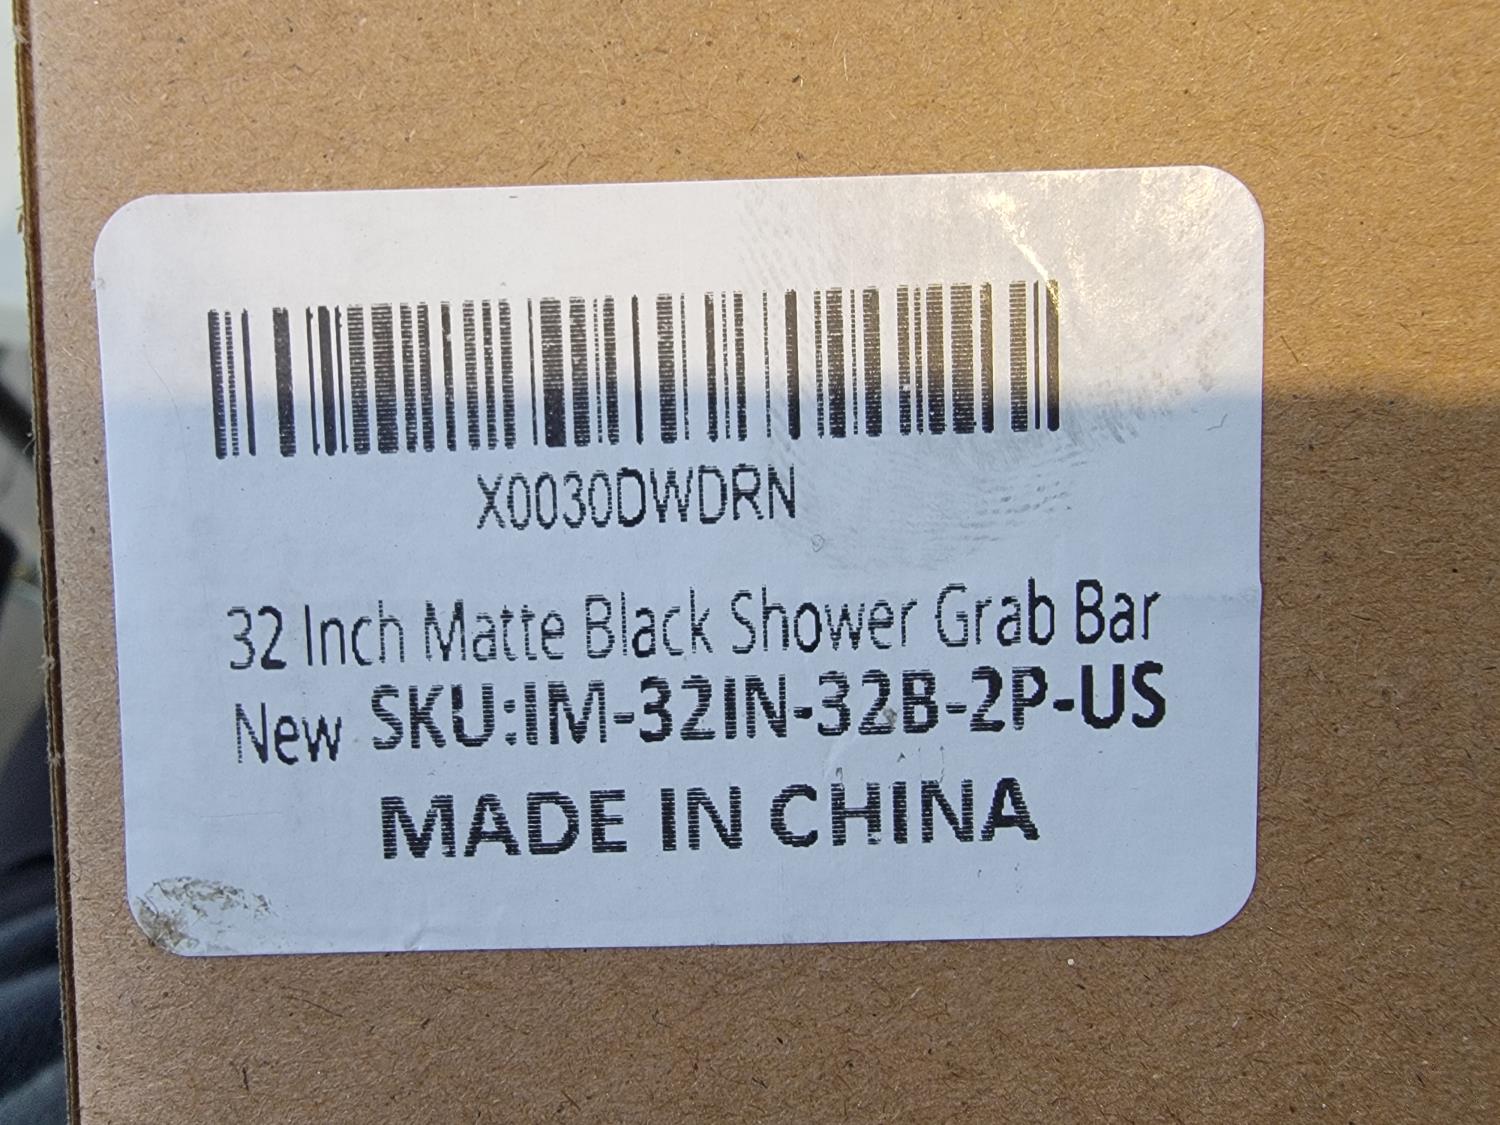 X0030DWDRN
32 Inch Matte Black Shower Grab Bar
New SKU:IM-32IN-32B-2P-US
MADE IN CHINA